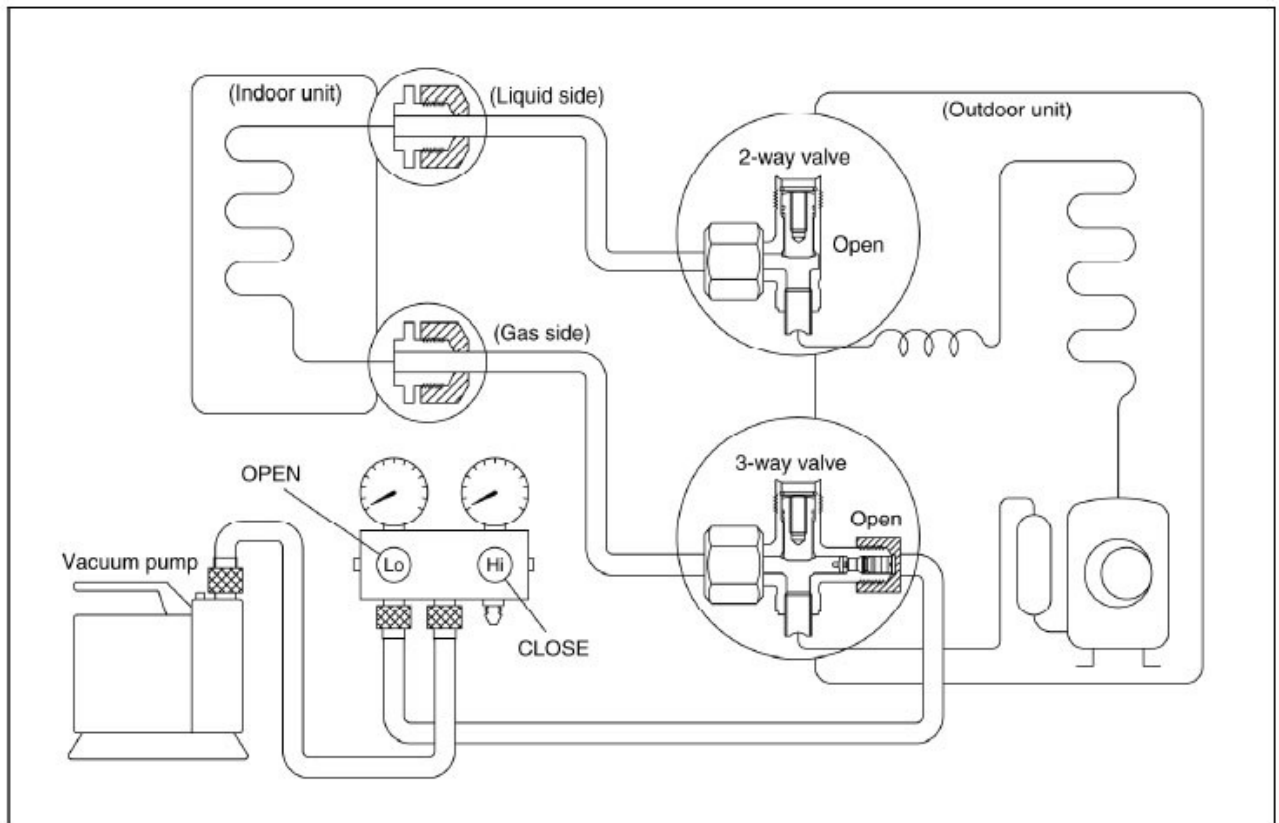 (Indoor unit)
(Liquid side)
(Outdoor unit)
2-way valve
Open
(Gas side)
3-way valve
Open
OPEN
Vacuum pump
Lo
Hi
CLOSE